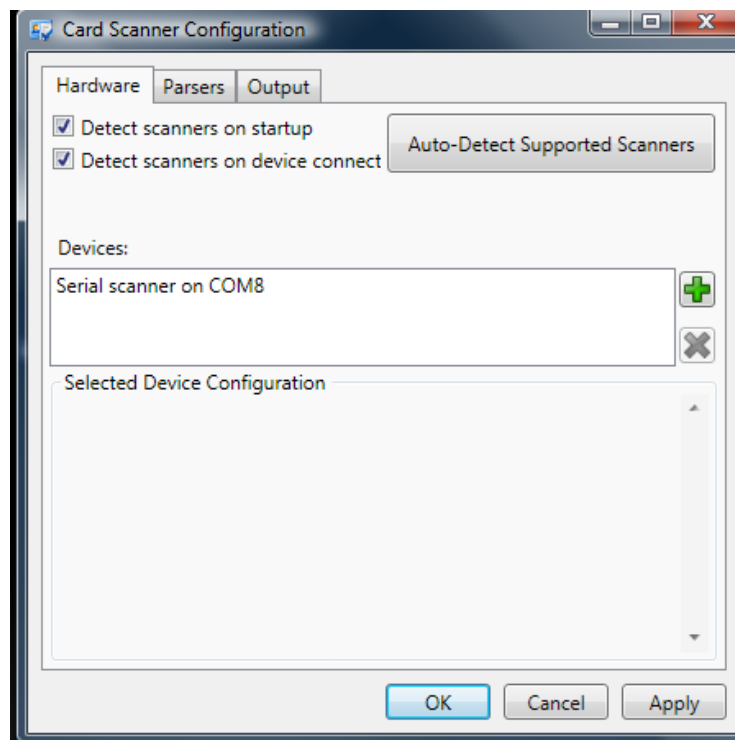 Card Scanner Configuration
Hardware Parsers Output
Detect scanners on startup
Detect scanners on device connect
Auto-Detect Supported Scanners
Devices:
Serial scanner on COM8
Selected Device Configuration
OK Cancel Apply